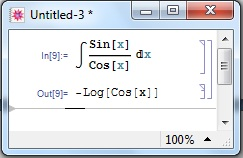 Untitled-3 *
In[9]:= ∫ Sin[x]/Cos[x] ⅆx
Out[9]= -Log[Cos[x]]
100%